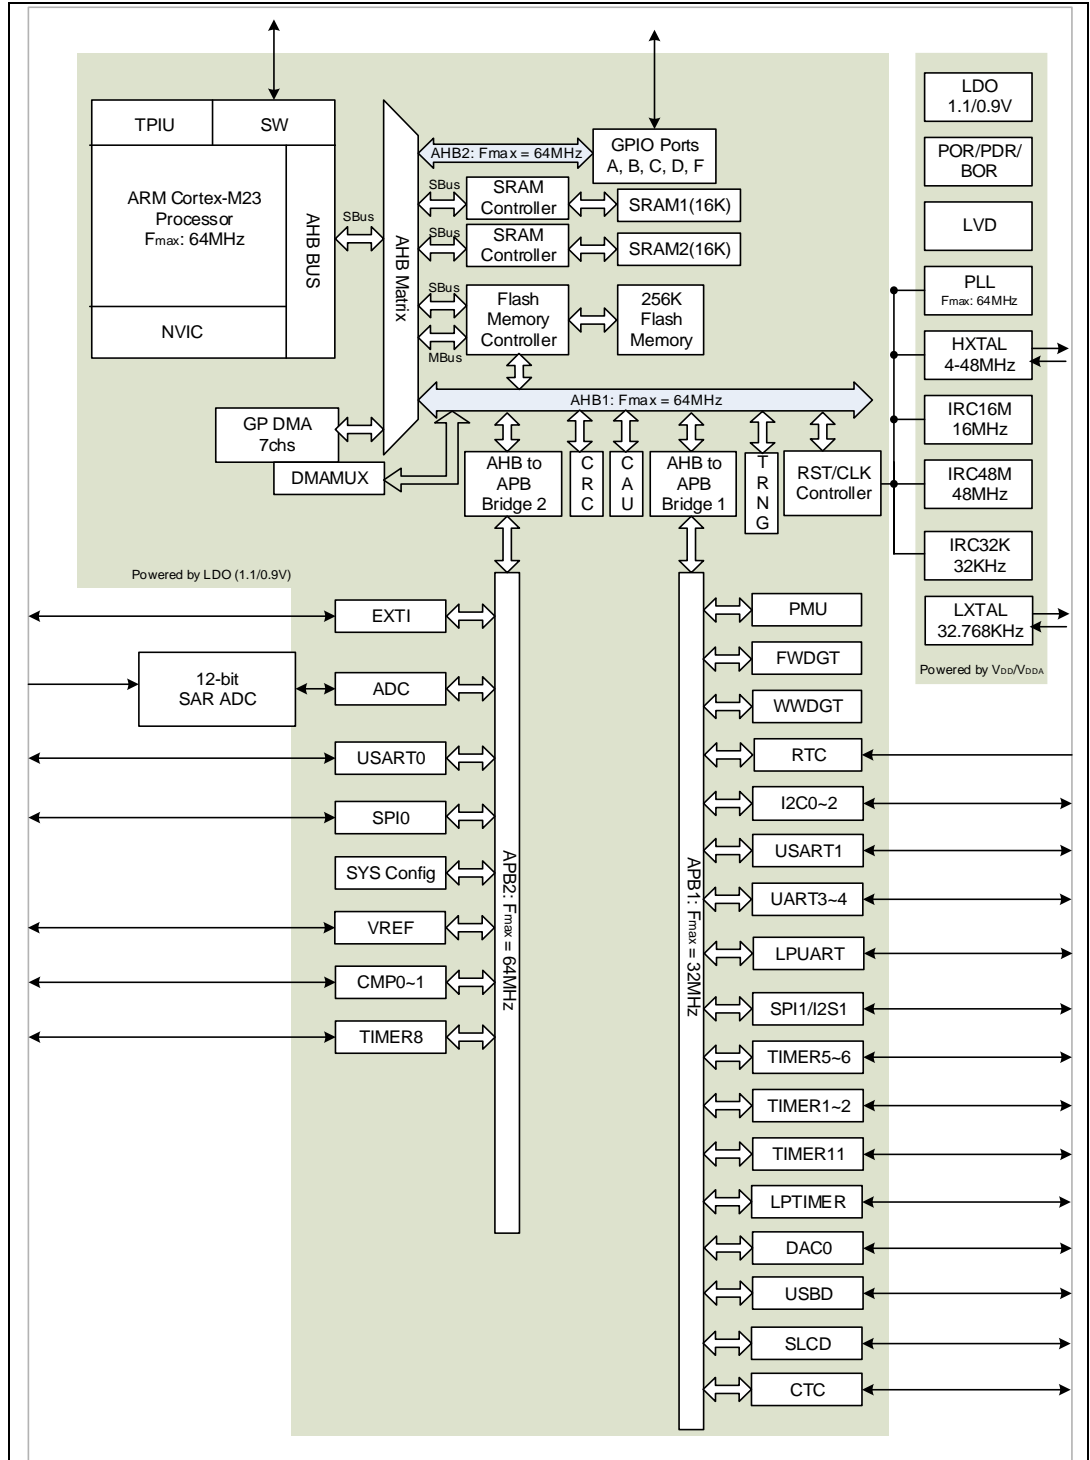 TPIU
SW
ARM Cortex-M23
Processor
Fmax: 64MHz
AHB BUS
NVIC
SBus
AHB Matrix
AHB2: Fmax = 64MHz
GPIO Ports
A, B, C, D, F
SBus
SRAM
Controller
SRAM1(16K)
SBus
SRAM
Controller
SRAM2(16K)
SBus
MBus
Flash
Memory
Controller
256K
Flash
Memory
AHB1: Fmax = 64MHz
GP DMA
7chs
DMAMUX
AHB to
APB
Bridge 2
CRC
CAU
AHB to
APB
Bridge 1
TRNG
RST/CLK
Controller
LDO
1.1/0.9V
POR/PDR/
BOR
LVD
PLL
Fmax: 64MHz
HXTAL
4-48MHz
IRC16M
16MHz
IRC48M
48MHz
IRC32K
32KHz
LXTAL
32.768KHz
Powered by VDD/VDDA
Powered by LDO (1.1/0.9V)
EXTI
12-bit
SAR ADC
ADC
USART0
SPI0
SYS Config
VREF
CMP0~1
TIMER8
APB2: Fmax = 64MHz
APB1: Fmax = 32MHz
PMU
FWDGT
WWDGT
RTC
I2C0~2
USART1
UART3~4
LPUART
SPI1/I2S1
TIMER5~6
TIMER1~2
TIMER11
LPTIMER
DAC0
USBD
SLCD
CTC